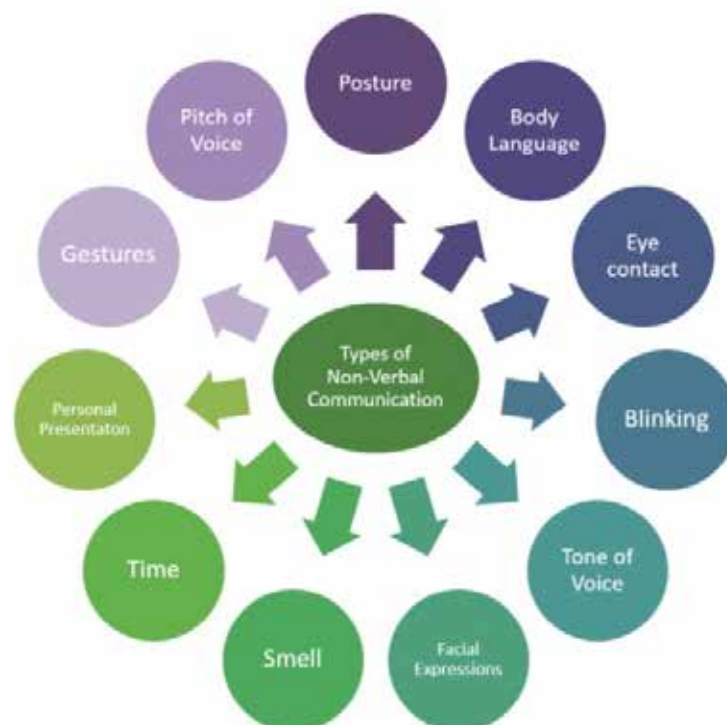 Posture
Body
Language
Eye
contact
Blinking
Tone of
Voice
Facial
Expressions
Smell
Time
Personal
Presentaton
Gestures
Pitch of
Voice
Types of
Non-Verbal
Communication